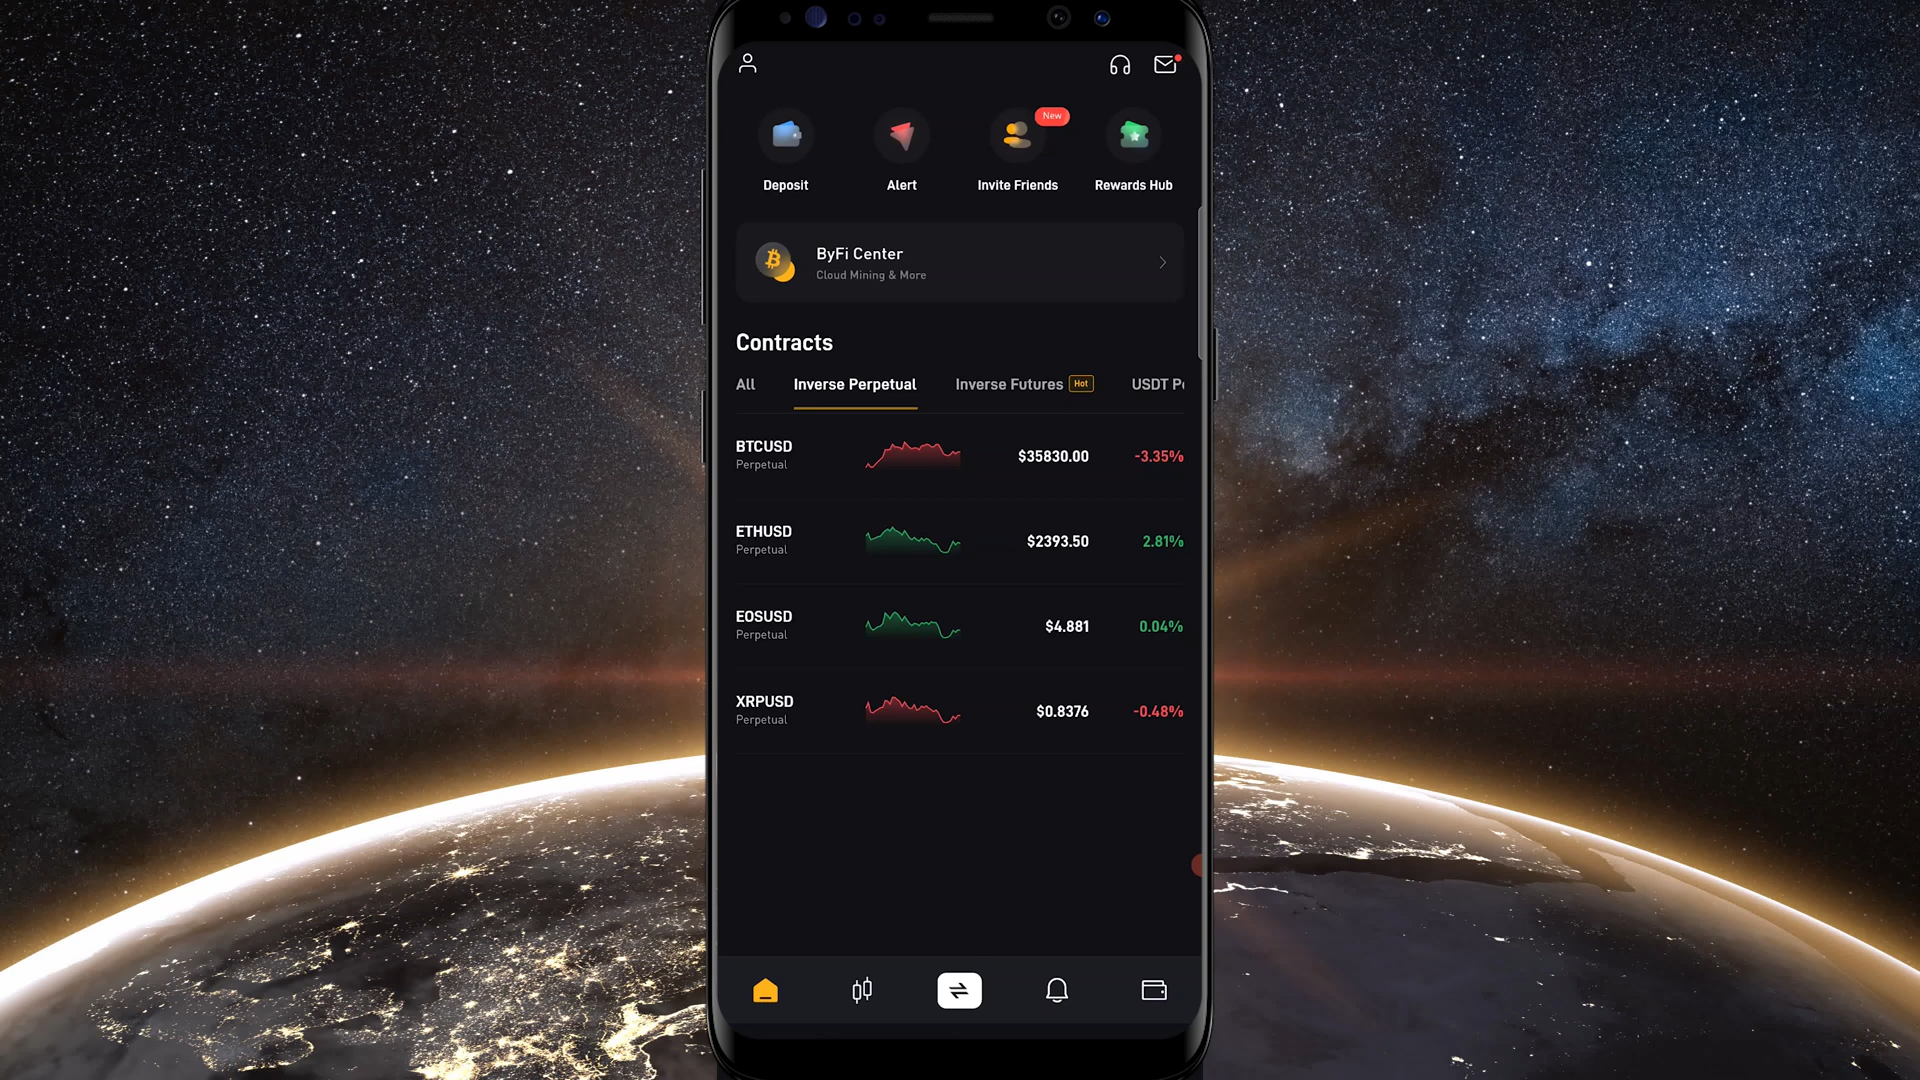 New
Deposit
Alert
Invite Friends
Rewards Hub
ByFi Center
Cloud Mining & More
Contracts
All
Inverse Perpetual
Inverse Futures
Hot
USDT
BTCUSD
Perpetual
$35830.00
-3.35%
ETHUSD
Perpetual
$2393.50
2.81%
EOSUSD
Perpetual
$4.881
0.04%
XRPUSD
Perpetual
$0.8376
-0.48%